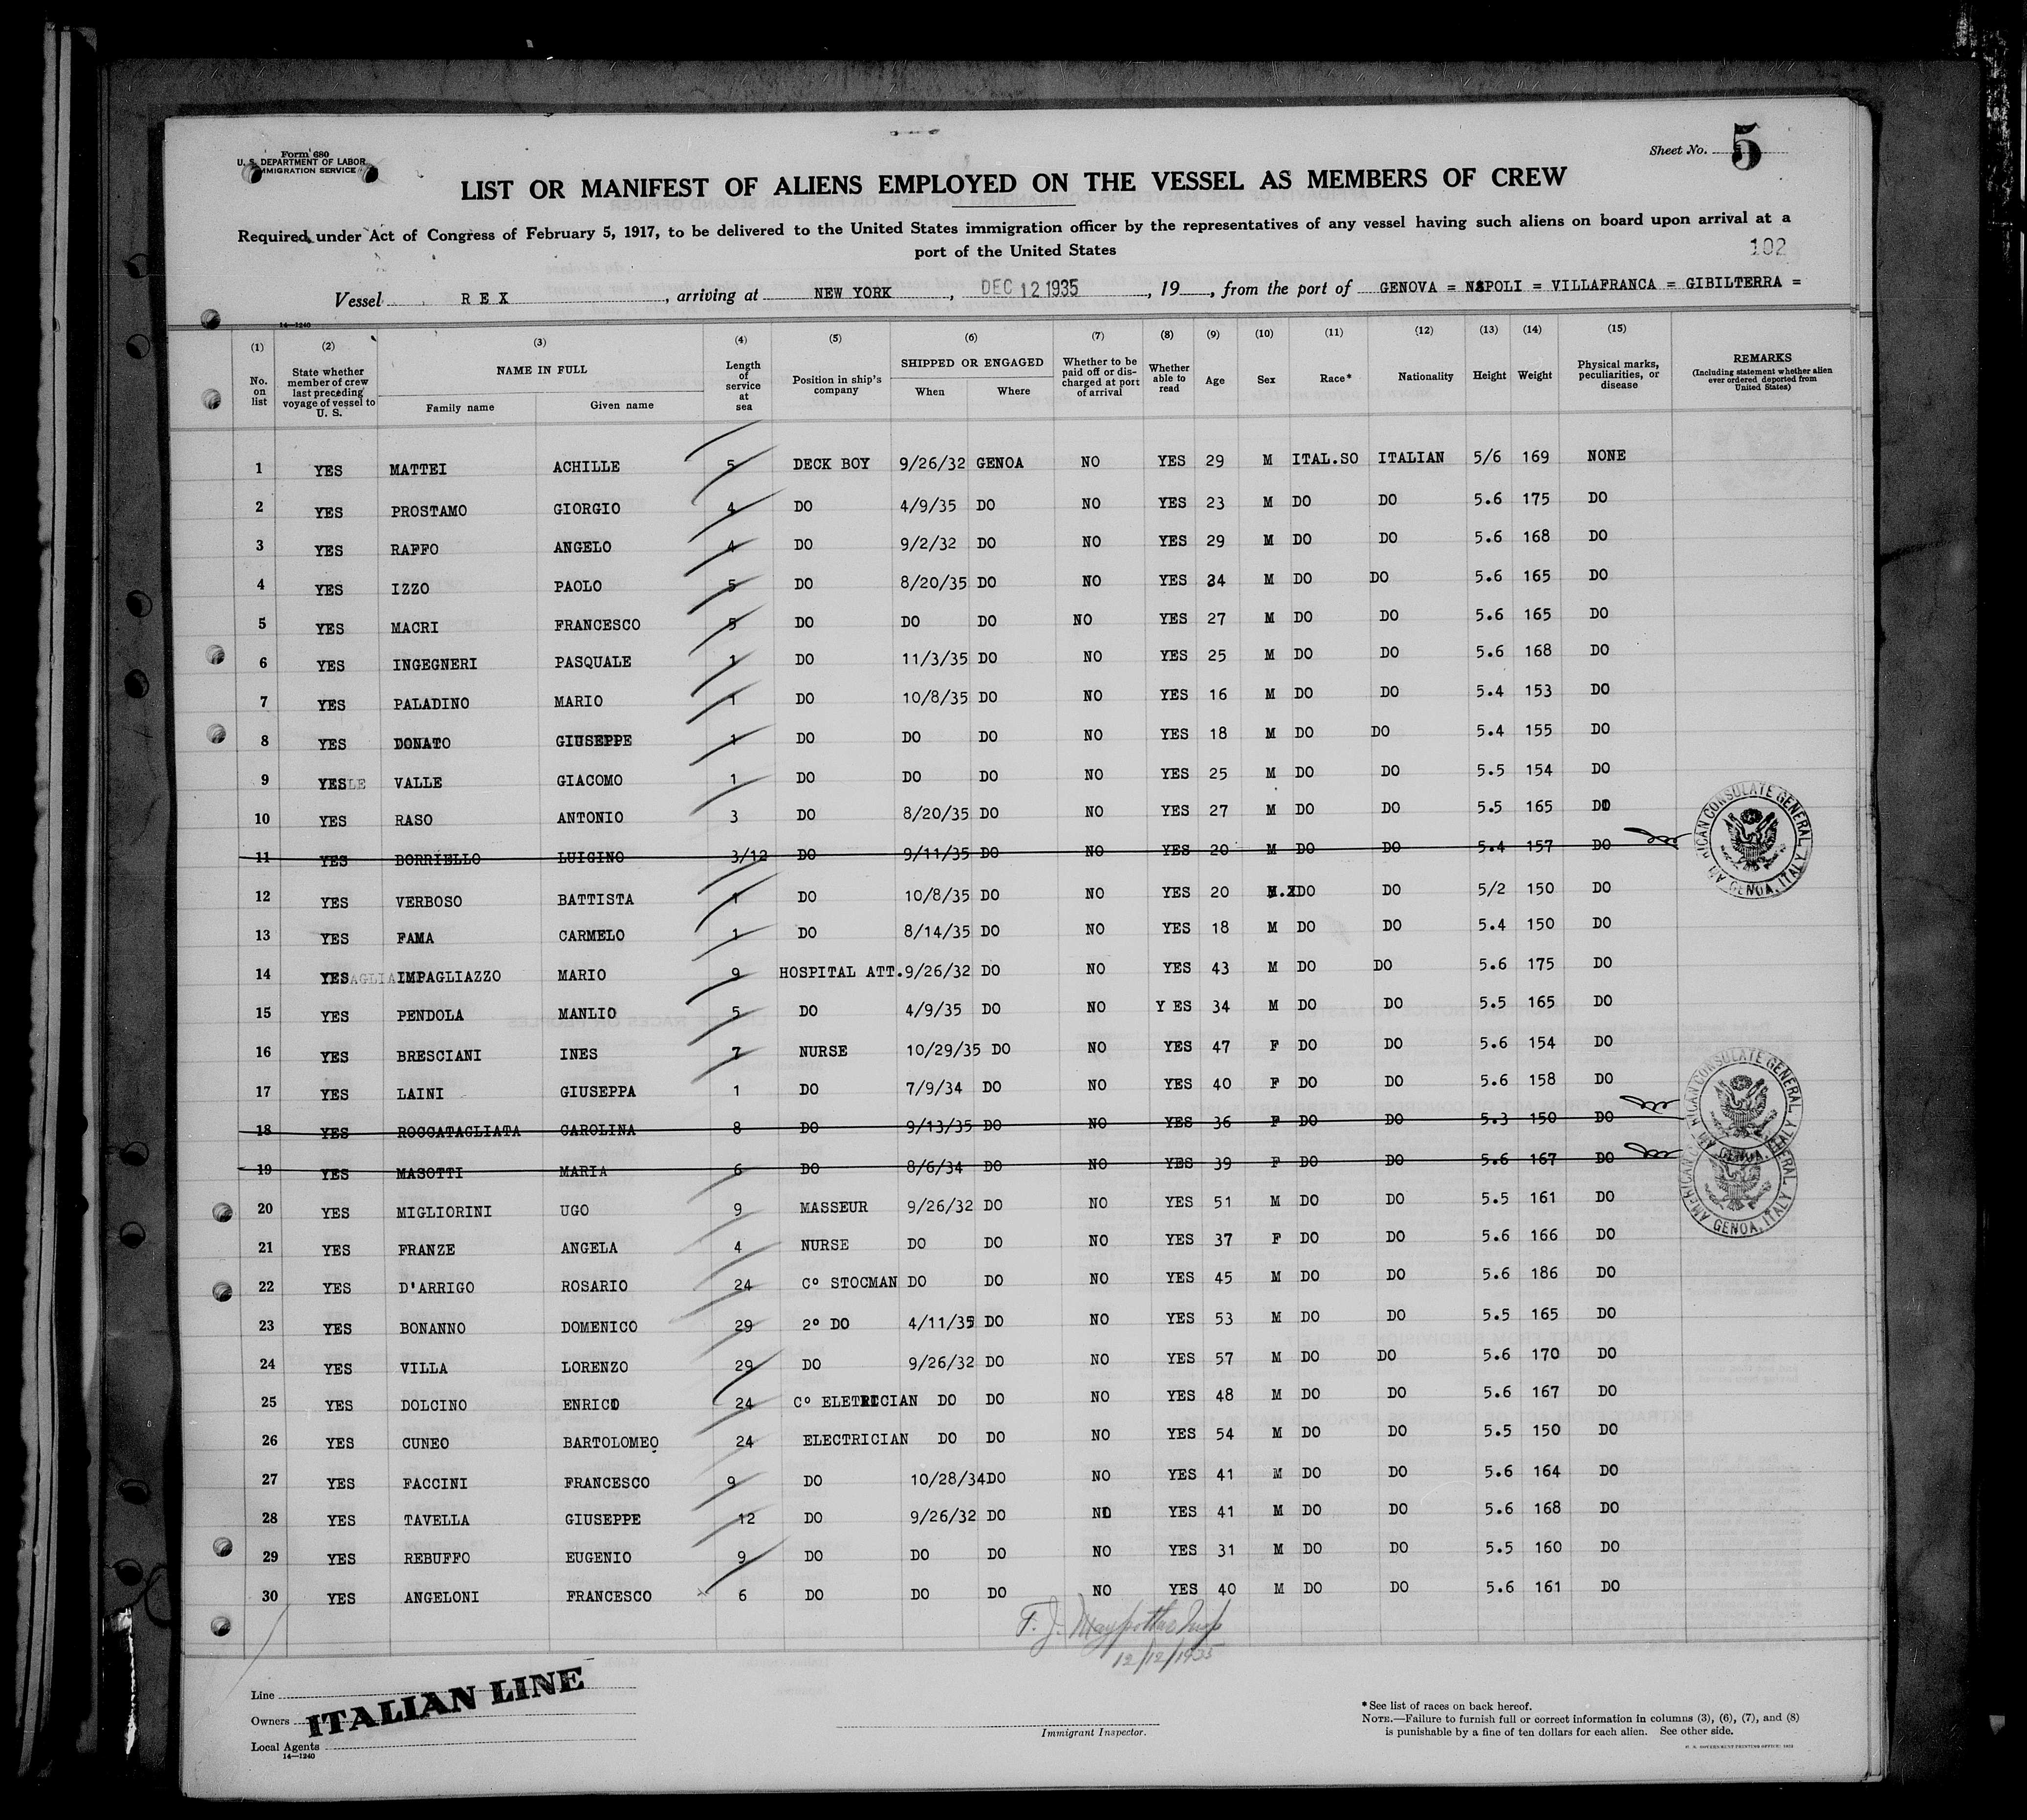 Form 680
U. S. DEPARTMENT OF LABOR
IMMIGRATION SERVICE
Sheet No. 5
LIST OR MANIFEST OF ALIENS EMPLOYED ON THE VESSEL AS MEMBERS OF CREW
Required under Act of Congress of February 5, 1917, to be delivered to the United States immigration officer by the representatives of any vessel having such aliens on board upon arrival at a
port of the United States
102
Vessel REX, arriving at NEW YORK, DEC 12 1935, 19, from the port of GENOVA = NAPOLI = VILLAFRANCA = GIBILTERRA =
14—1240
(1) (2) (3) (4) (5) (6) (7) (8) (9) (10) (11) (12) (13) (14) (15)
No. on list State whether member of crew last preceding voyage of vessel to U. S. NAME IN FULL Family name Given name Length of service at sea Position in ship's company SHIPPED OR ENGAGED When Where Whether to be paid off or discharged at port of arrival Whether able to read Age Sex Race* Nationality Height Weight Physical marks, peculiarities, or disease REMARKS (Including statement whether alien ever ordered deported from United States)
1 YES MATTEI ACHILLE 5 DECK BOY 9/26/32 GENOA NO YES 29 M ITAL.SO ITALIAN 5/6 169 NONE
2 YES PROSTAMO GIORGIO 4 DO 4/9/35 DO NO YES 23 M DO DO 5.6 175 DO
3 YES RAFFO ANGELO 4 DO 9/2/32 DO NO YES 29 M DO DO 5.6 168 DO
4 YES IZZO PAOLO 5 DO 8/20/35 DO NO YES 24 M DO DO 5.6 165 DO
5 YES MACRI FRANCESCO 5 DO DO DO NO YES 27 M DO DO 5.6 165 DO
6 YES INGEGNERI PASQUALE 1 DO 11/3/35 DO NO YES 25 M DO DO 5.6 168 DO
7 YES PALADINO MARIO 1 DO 10/8/35 DO NO YES 16 M DO DO 5.4 153 DO
8 YES DONATO GIUSEPPE 1 DO DO DO NO YES 18 M DO DO 5.4 155 DO
9 YES VALLE GIACOMO 1 DO DO DO NO YES 25 M DO DO 5.5 154 DO
10 YES RASO ANTONIO 3 DO 8/20/35 DO NO YES 27 M DO DO 5.5 165 DO
11 YES BORRIELLO LUIGINO 3/12 DO 9/11/35 DO NO YES 20 M DO DO 5.4 157 DO
AMERICAN CONSULATE GENERAL GENOA, ITALY
12 YES VERBOSO BATTISTA 1 DO 10/8/35 DO NO YES 20 M DO DO 5/2 150 DO
13 YES FAMA CARMELO 1 DO 8/14/35 DO NO YES 18 M DO DO 5.4 150 DO
14 YES IMPAGLIAZZO MARIO 9 HOSPITAL ATT. 9/26/32 DO NO YES 43 M DO DO 5.6 175 DO
15 YES PENDOLA MANLIO 5 DO 4/9/35 DO NO Y ES 34 M DO DO 5.5 165 DO
16 YES BRESCIANI INES 7 NURSE 10/29/35 DO NO YES 47 F DO DO 5.6 154 DO
17 YES LAINI GIUSEPPA 1 DO 7/9/34 DO NO YES 40 F DO DO 5.6 158 DO
18 YES ROCCATAGLIATA CAROLINA 8 DO 9/13/35 DO NO YES 36 F DO DO 5.3 150 DO
AMERICAN CONSULATE GENERAL GENOA, ITALY
19 YES MASOTTI MARIA 6 DO 8/6/34 DO NO YES 39 F DO DO 5.6 167 DO
AMERICAN CONSULATE GENERAL GENOA, ITALY
20 YES MIGLIORINI UGO 9 MASSEUR 9/26/32 DO NO YES 51 M DO DO 5.5 161 DO
21 YES FRANZE ANGELA 4 NURSE DO DO NO YES 37 F DO DO 5.6 166 DO
22 YES D'ARRIGO ROSARIO 24 Cº STOCMAN DO DO NO YES 45 M DO DO 5.6 186 DO
23 YES BONANNO DOMENICO 29 2º DO 4/11/35 DO NO YES 53 M DO DO 5.5 165 DO
24 YES VILLA LORENZO 29 DO 9/26/32 DO NO YES 57 M DO DO 5.6 170 DO
25 YES DOLCINO ENRICO 24 Cº ELETRICIAN DO DO NO YES 48 M DO DO 5.6 167 DO
26 YES CUNEO BARTOLOMEO 24 ELECTRICIAN DO DO NO YES 54 M DO DO 5.5 150 DO
27 YES FACCINI FRANCESCO 9 DO 10/28/34 DO NO YES 41 M DO DO 5.6 164 DO
28 YES TAVELLA GIUSEPPE 12 DO 9/26/32 DO NO YES 41 M DO DO 5.6 168 DO
29 YES REBUFFO EUGENIO 9 DO DO DO NO YES 31 M DO DO 5.5 160 DO
30 YES ANGELONI FRANCESCO 6 DO DO DO NO YES 40 M DO DO 5.6 161 DO
12/12/1935
Line
Owners ITALIAN LINE
Local Agents
14—1240
Immigrant Inspector.
*See list of races on back hereof.
NOTE.—Failure to furnish full or correct information in columns (3), (6), (7), and (8)
is punishable by a fine of ten dollars for each alien. See other side.